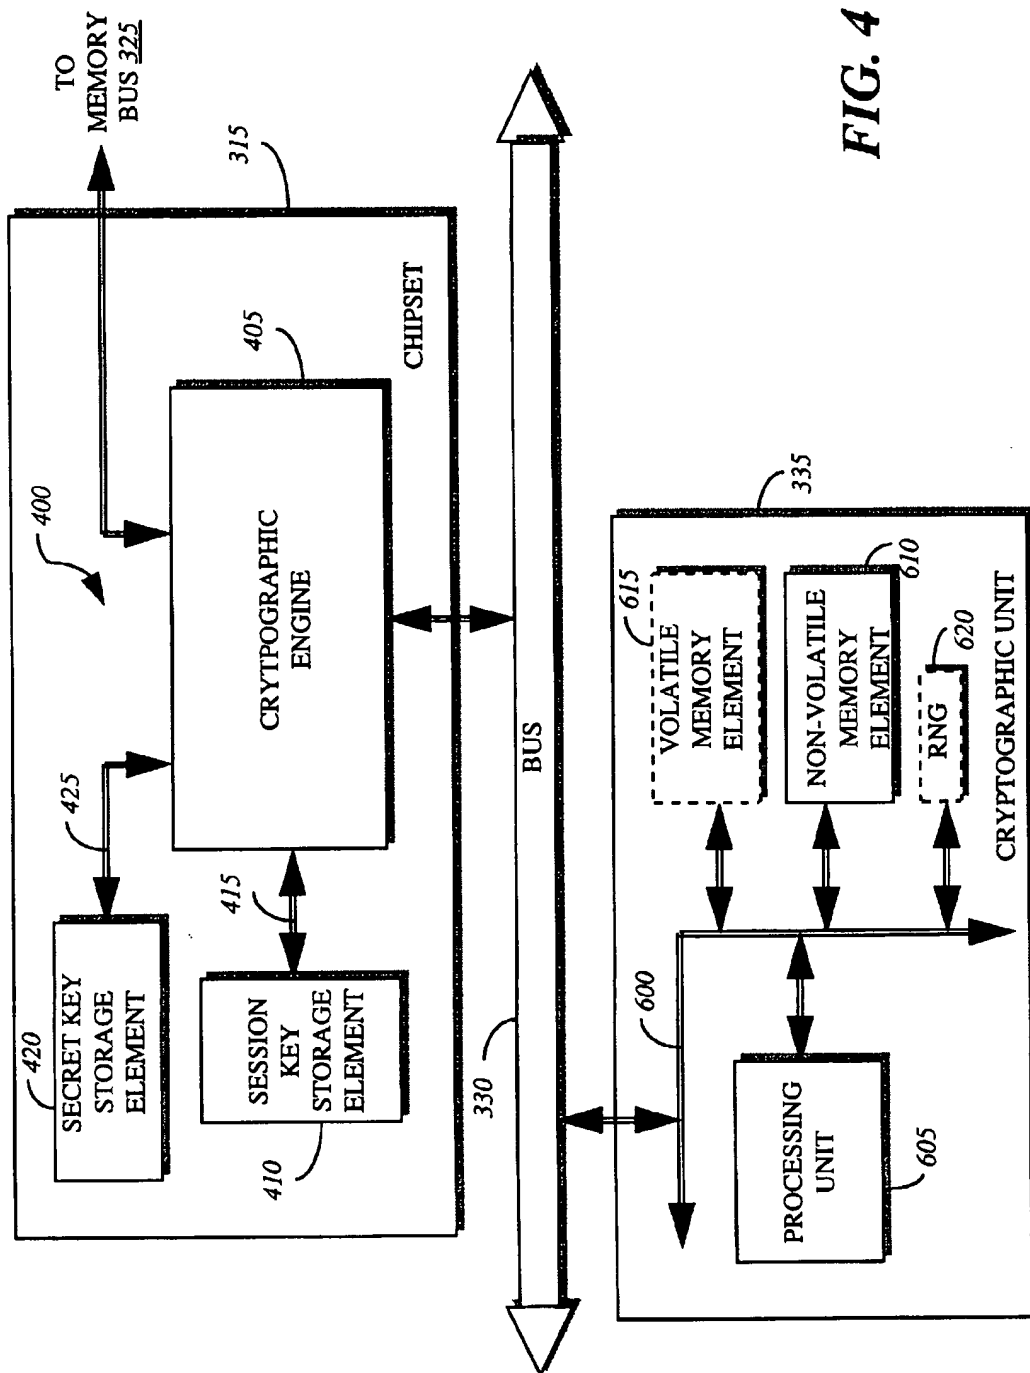 TO
MEMORY
BUS 325
315
CHIPSET
400
405
CRYTPOGRAPHIC
ENGINE
425
415
420
SECRET KEY
STORAGE
ELEMENT
SESSION
KEY
STORAGE
ELEMENT
410
BUS
330
335
CRYPTOGRAPHIC UNIT
600
PROCESSING
UNIT
605
615
VOLATILE
MEMORY
ELEMENT
610
NON-VOLATILE
MEMORY
ELEMENT
620
RNG
FIG. 4